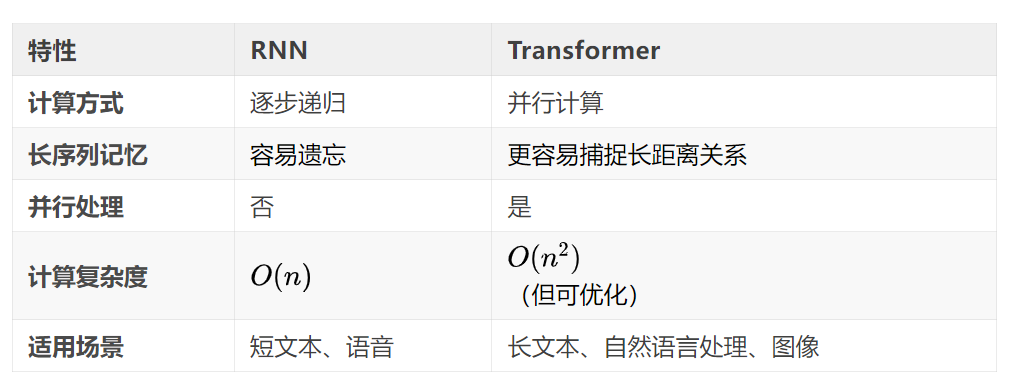 特性 RNN Transformer
计算方式 逐步递归 并行计算
长序列记忆 容易遗忘 更容易捕捉长距离关系
并行处理 否 是
计算复杂度 O(n) O(n²)
（但可优化）
适用场景 短文本、语音 长文本、自然语言处理、图像